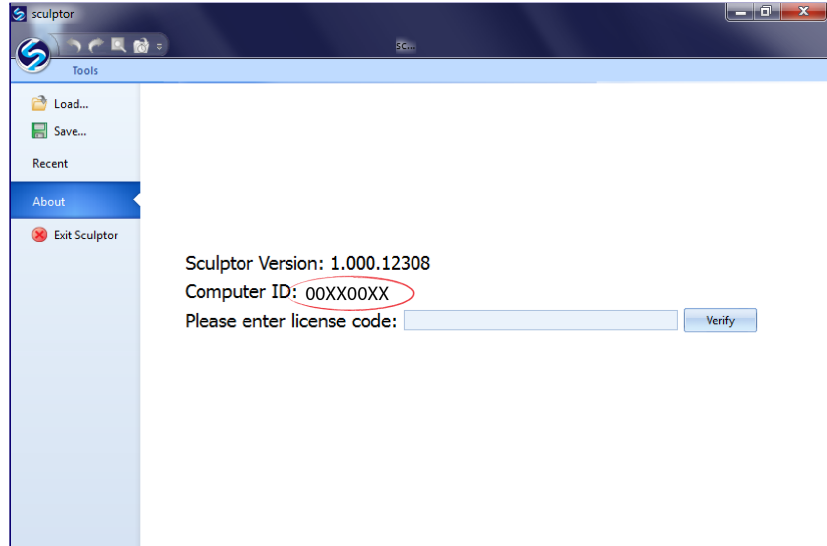 sculptor
sc...
Tools
Load...
Save...
Recent
About
Exit Sculptor
Sculptor Version: 1.000.12308
Computer ID: 00XX00XX
Please enter license code:
Verify